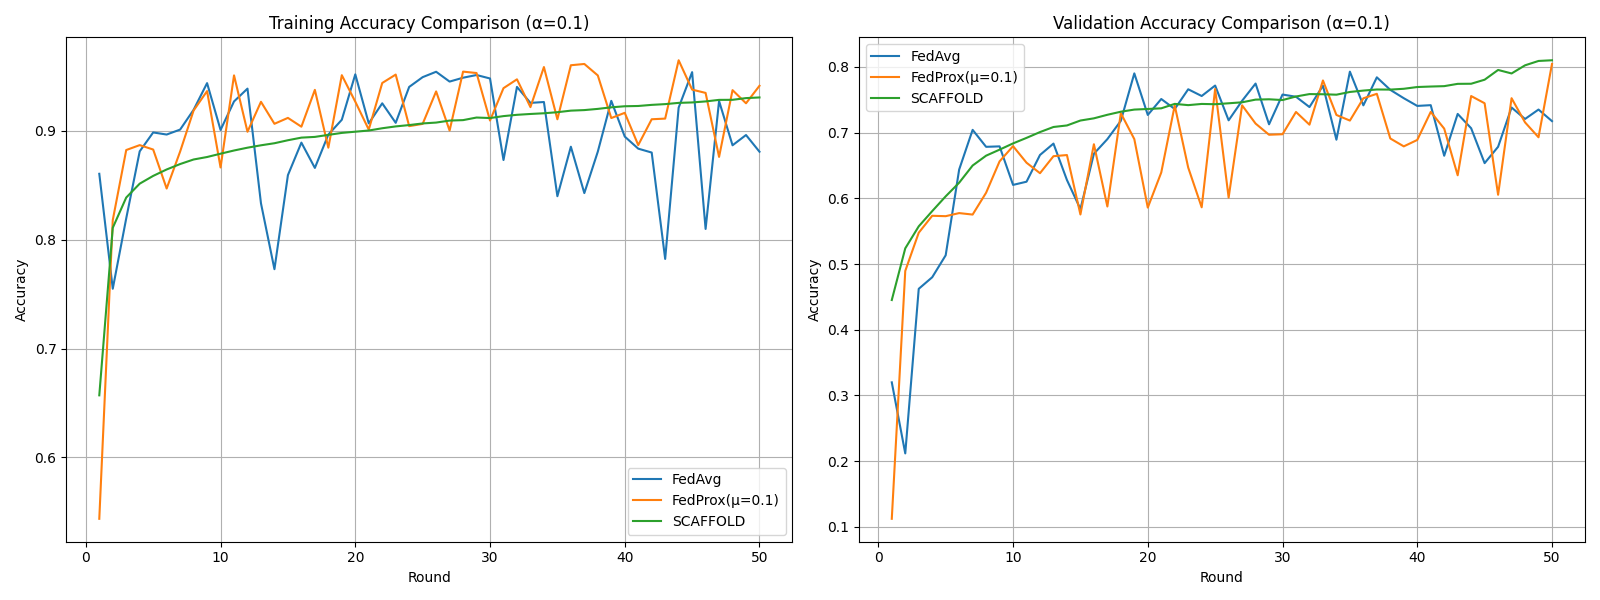 Training Accuracy Comparison (α=0.1)
Accuracy
0.9
0.8
0.7
0.6
0
10
20
30
40
50
Round
FedAvg
FedProx(μ=0.1)
SCAFFOLD
Validation Accuracy Comparison (α=0.1)
FedAvg
FedProx(μ=0.1)
SCAFFOLD
Accuracy
0.8
0.7
0.6
0.5
0.4
0.3
0.2
0.1
0
10
20
30
40
50
Round